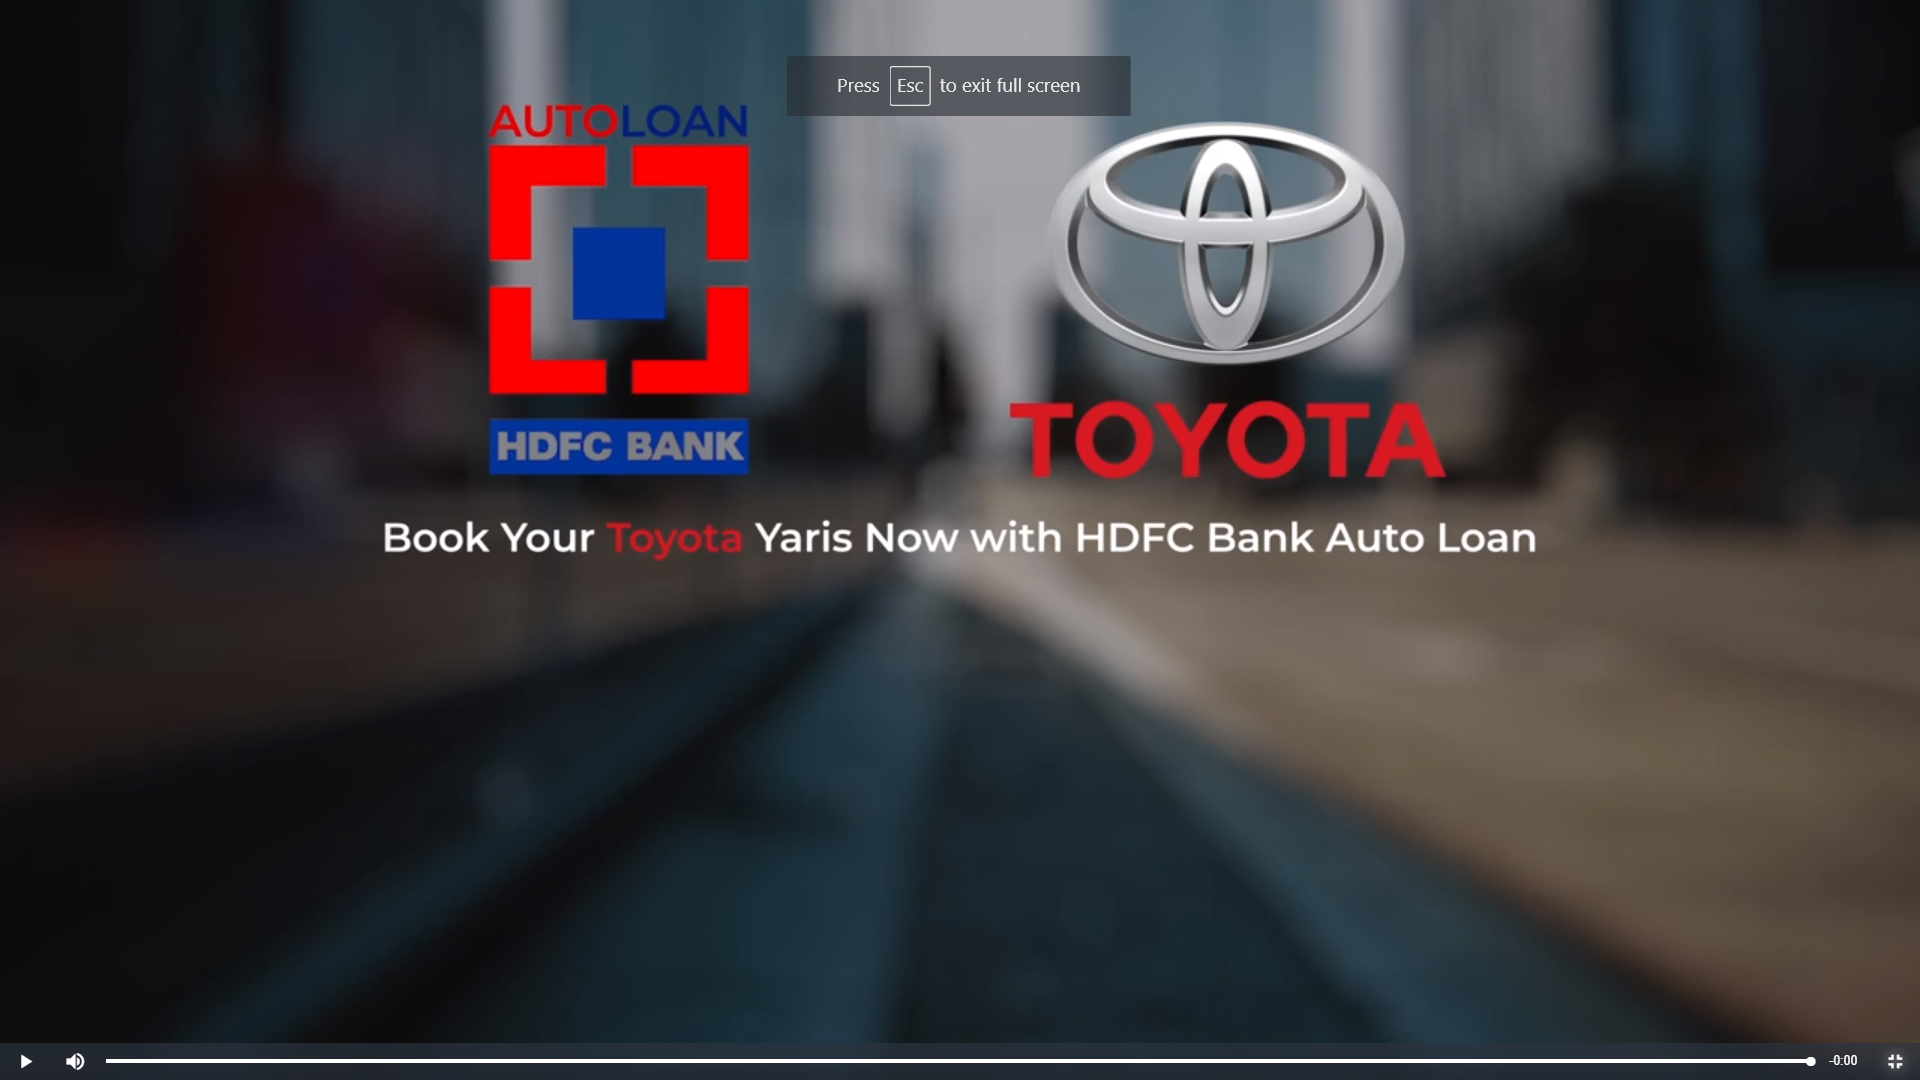 Press Esc to exit full screen
AUTOLOAN
HDFC BANK
TOYOTA
Book Your Toyota Yaris Now with HDFC Bank Auto Loan
-0:00